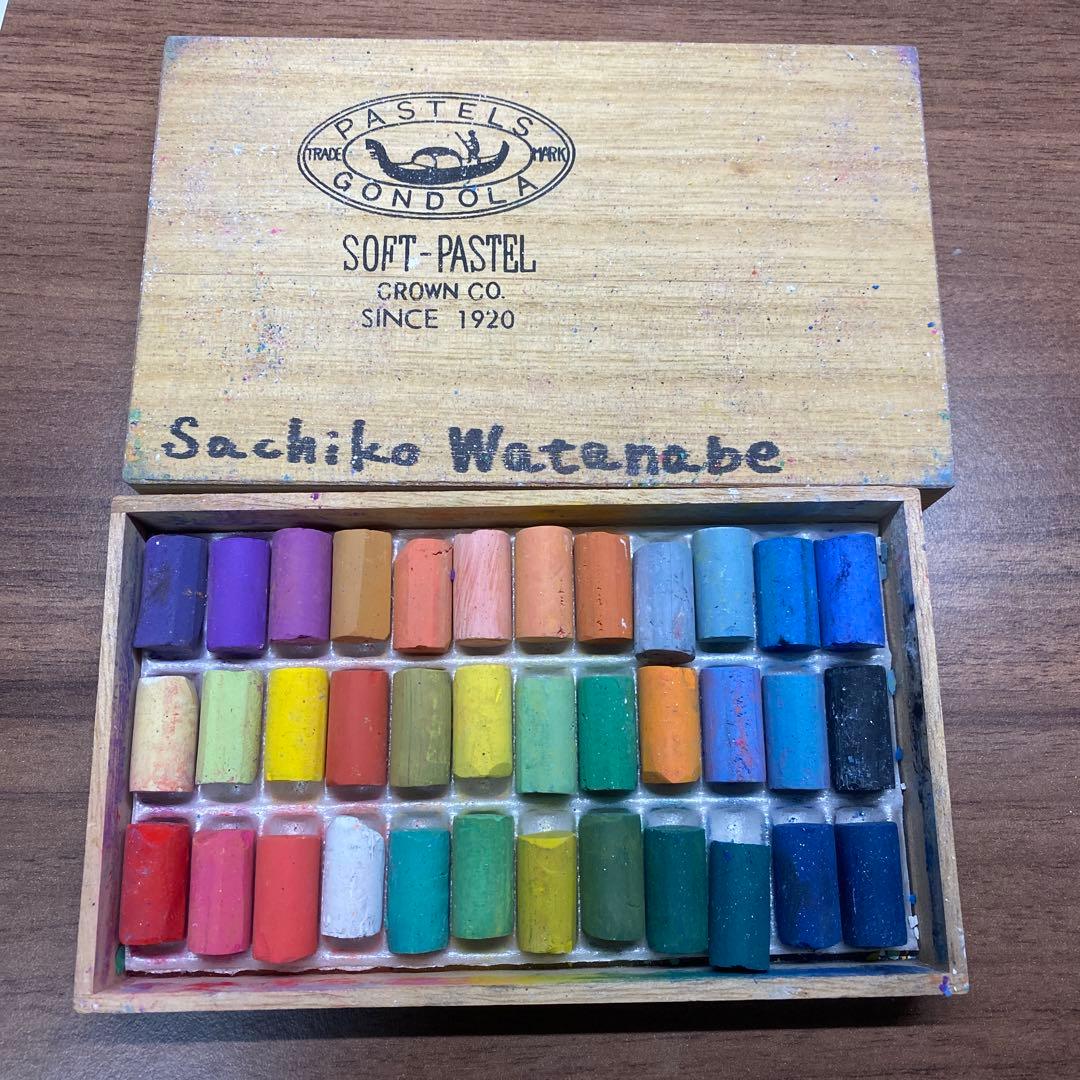 PASTELS
TRADE MARK
GONDOLA
SOFT-PASTEL
CROWN CO.
SINCE 1920
Sachiko Watanabe